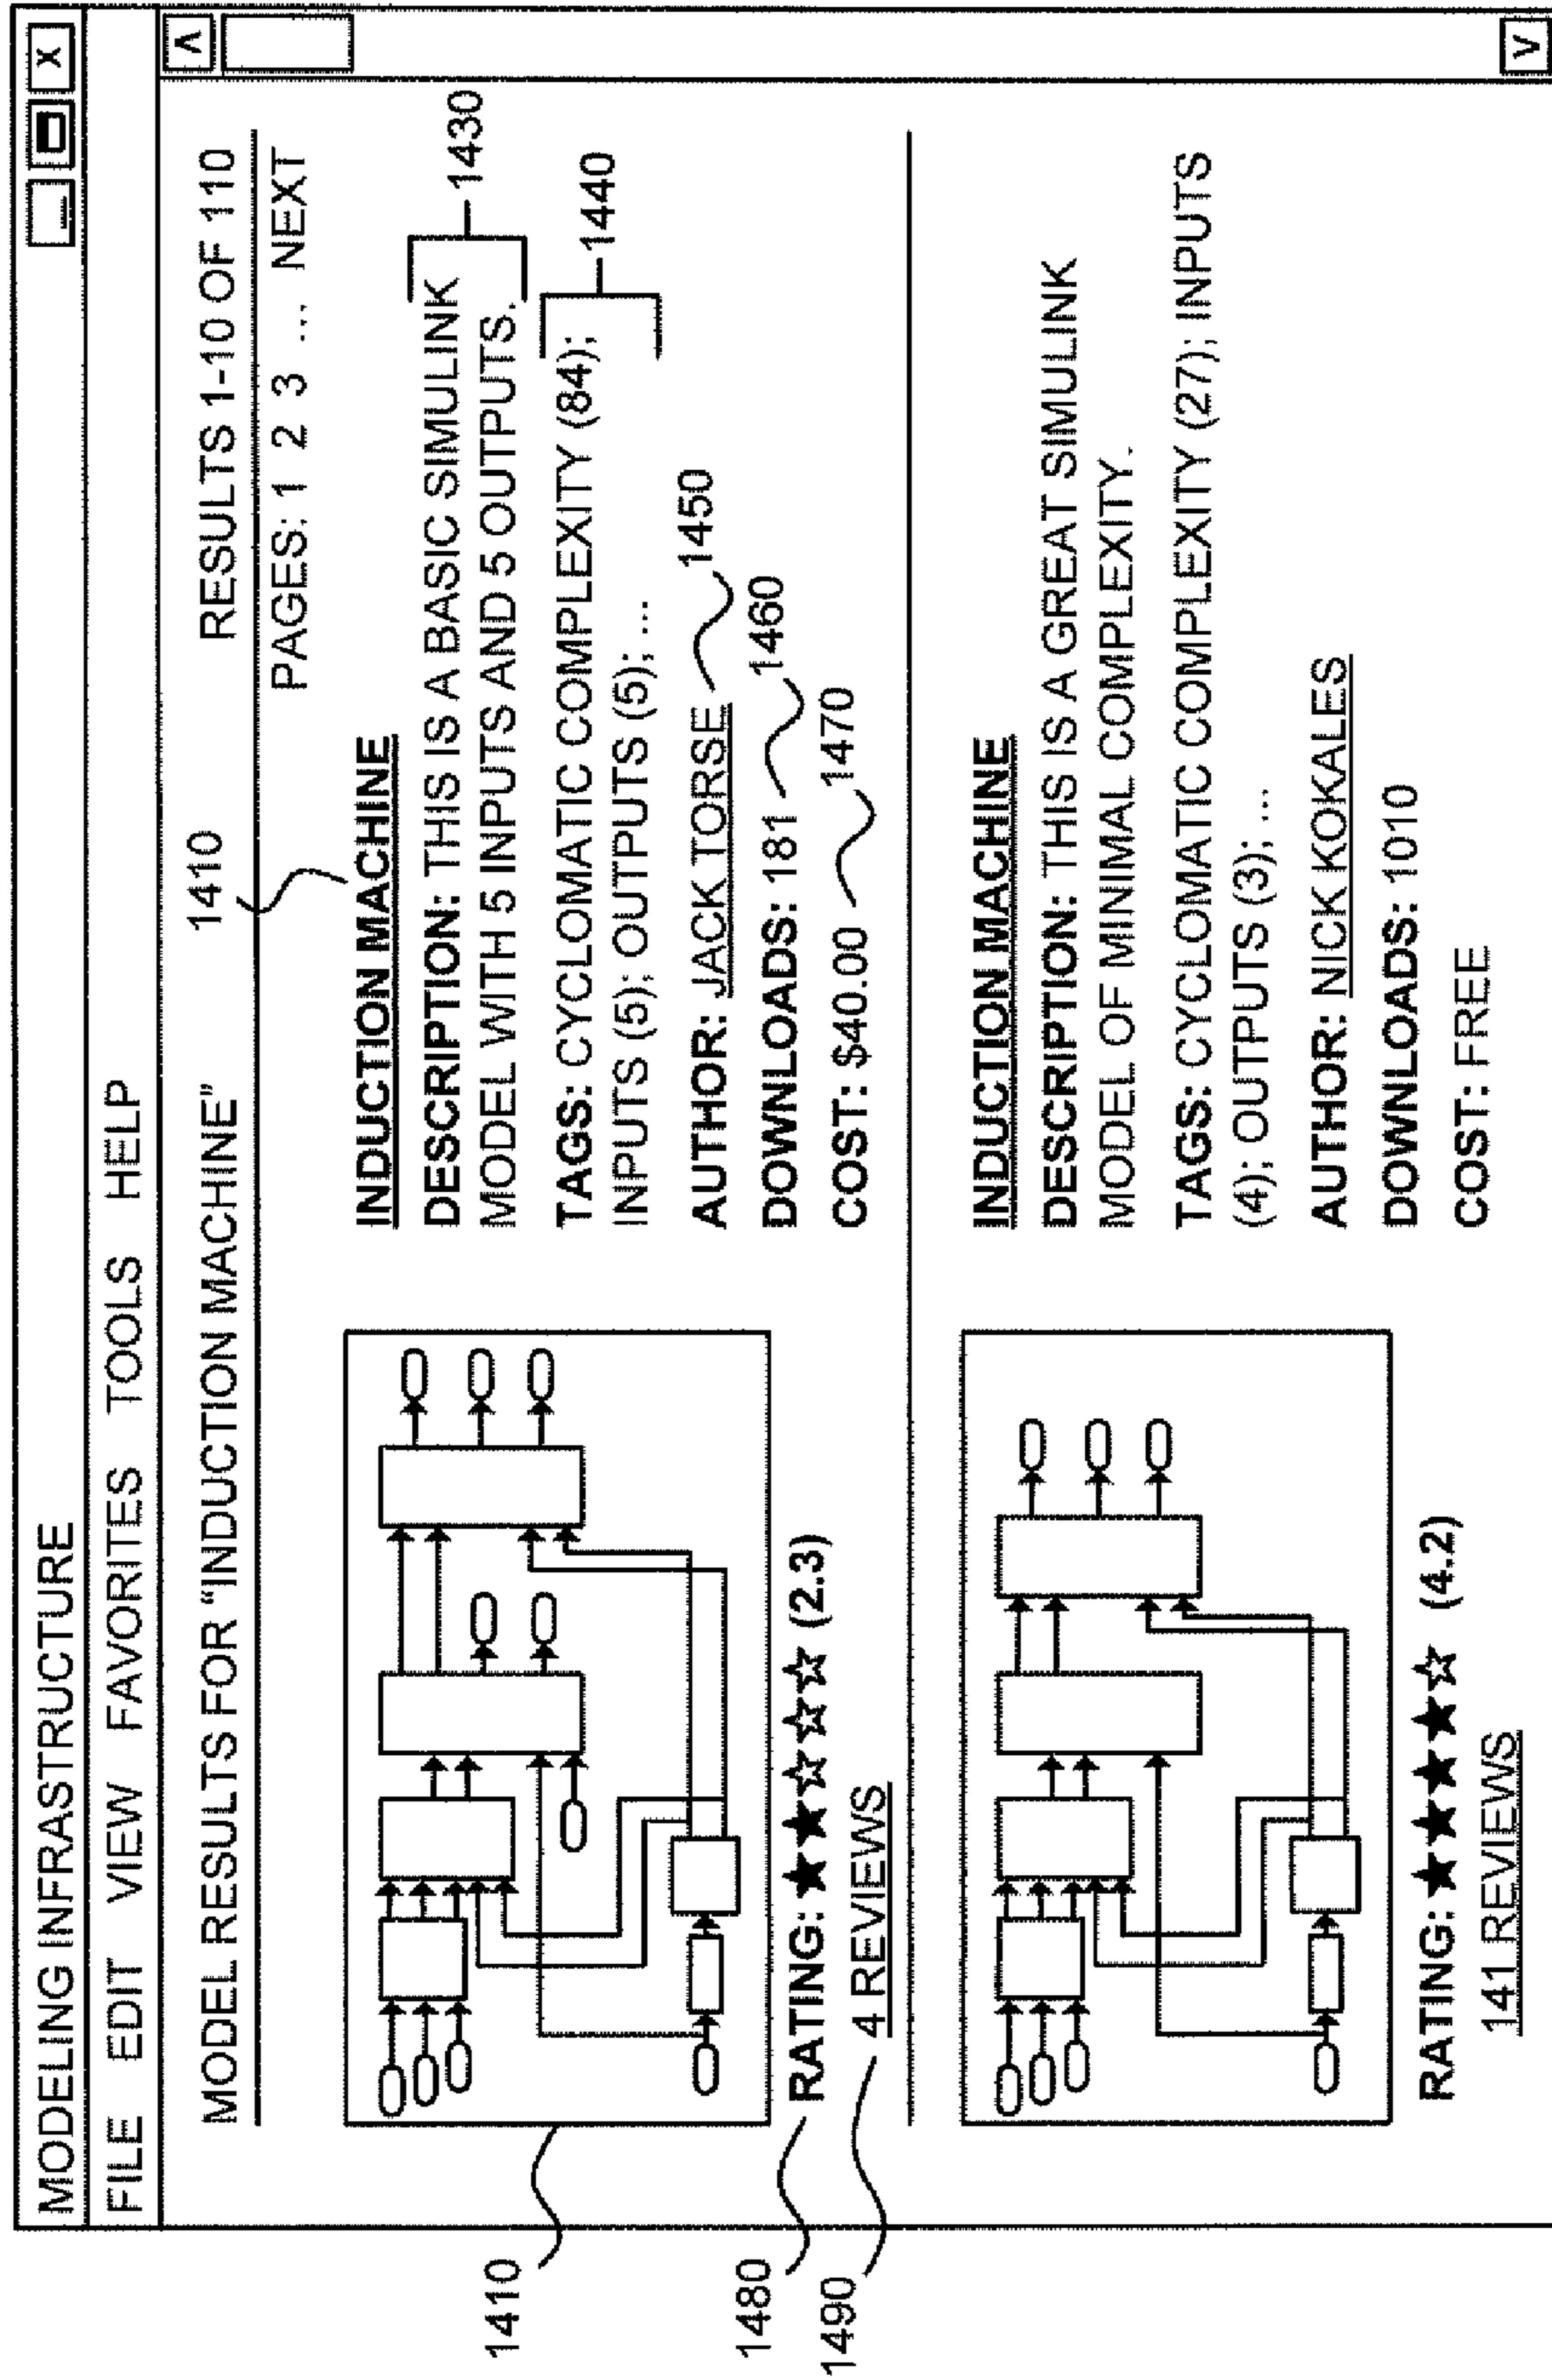 MODELING INFRASTRUCTURE
_ X
FILE EDIT VIEW FAVORITES TOOLS HELP
MODEL RESULTS FOR "INDUCTION MACHINE"
RESULTS 1-10 OF 110
PAGES: 1 2 3 ... NEXT
<
1410
INDUCTION MACHINE
DESCRIPTION: THIS IS A BASIC SIMULINK
MODEL WITH 5 INPUTS AND 5 OUTPUTS.
1430
TAGS: CYCLOMATIC COMPLEXITY (84);
INPUTS (5); OUTPUTS (5); ...
1440
AUTHOR: JACK TORSE
1450
DOWNLOADS: 181
1460
COST: $40.00
1470
1410
1480
RATING: ★★☆☆☆ (2.3)
1490
4 REVIEWS
INDUCTION MACHINE
DESCRIPTION: THIS IS A GREAT SIMULINK
MODEL OF MINIMAL COMPLEXITY.
TAGS: CYCLOMATIC COMPLEXITY (27); INPUTS
(4); OUTPUTS (3); ...
AUTHOR: NICK KOKALES
DOWNLOADS: 1010
COST: FREE
RATING: ★★★★☆ (4.2)
141 REVIEWS
V